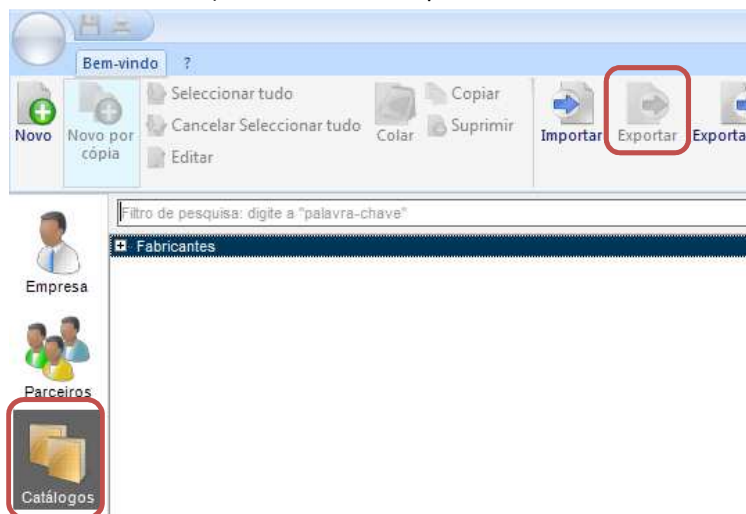 Bem-vindo ?
Seleccionar tudo
Copiar
Novo
Novo por cópia
Cancelar Seleccionar tudo
Colar
Suprimir
Importar
Exportar
Editar
Filtro de pesquisa: digite a "palavra-chave"
Fabricantes
Empresa
Parceiros
Catálogos